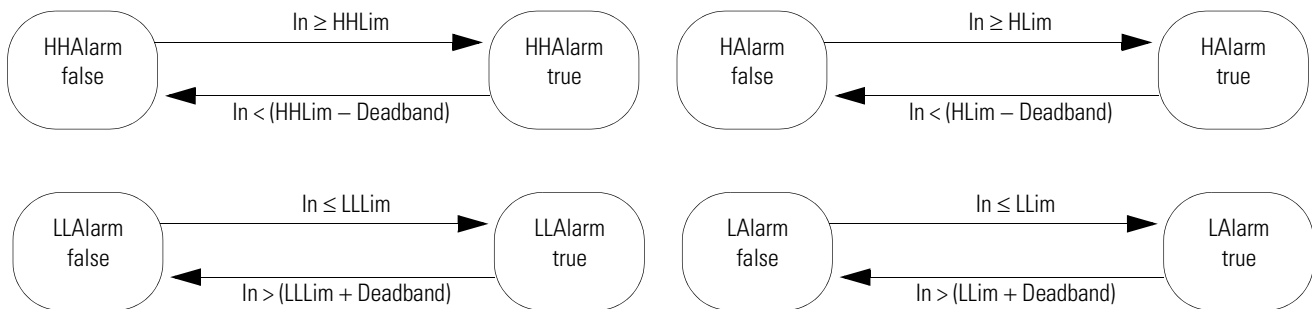 In ≥ HHLim
HHAlarm
false
HHAlarm
true
In < (HHLim – Deadband)
In ≥ HLim
HAlarm
false
HAlarm
true
In < (HLim – Deadband)
In ≤ LLLim
LLAlarm
false
LLAlarm
true
In > (LLLim + Deadband)
In ≤ LLim
LAlarm
false
LAlarm
true
In > (LLim + Deadband)